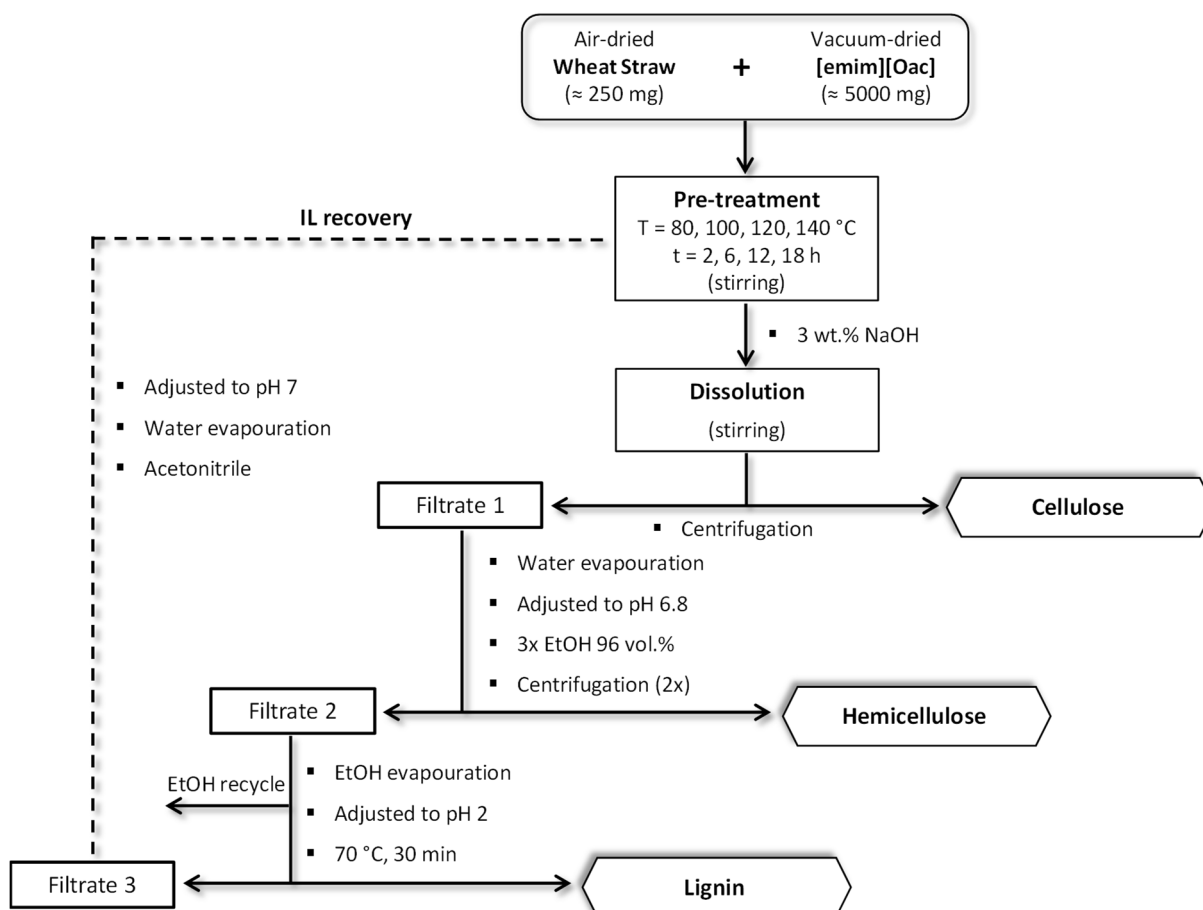 Air-dried
Wheat Straw
(≈ 250 mg)
+
Vacuum-dried
[emim][Oac]
(≈ 5000 mg)
Pre-treatment
T = 80, 100, 120, 140 °C
t = 2, 6, 12, 18 h
(stirring)
IL recovery
▪ 3 wt.% NaOH
Dissolution
(stirring)
▪ Adjusted to pH 7
▪ Water evapouration
▪ Acetonitrile
Filtrate 1
▪ Centrifugation
Cellulose
▪ Water evapouration
▪ Adjusted to pH 6.8
▪ 3x EtOH 96 vol.%
▪ Centrifugation (2x)
Filtrate 2
Hemicellulose
EtOH recycle
▪ EtOH evapouration
▪ Adjusted to pH 2
▪ 70 °C, 30 min
Filtrate 3
Lignin